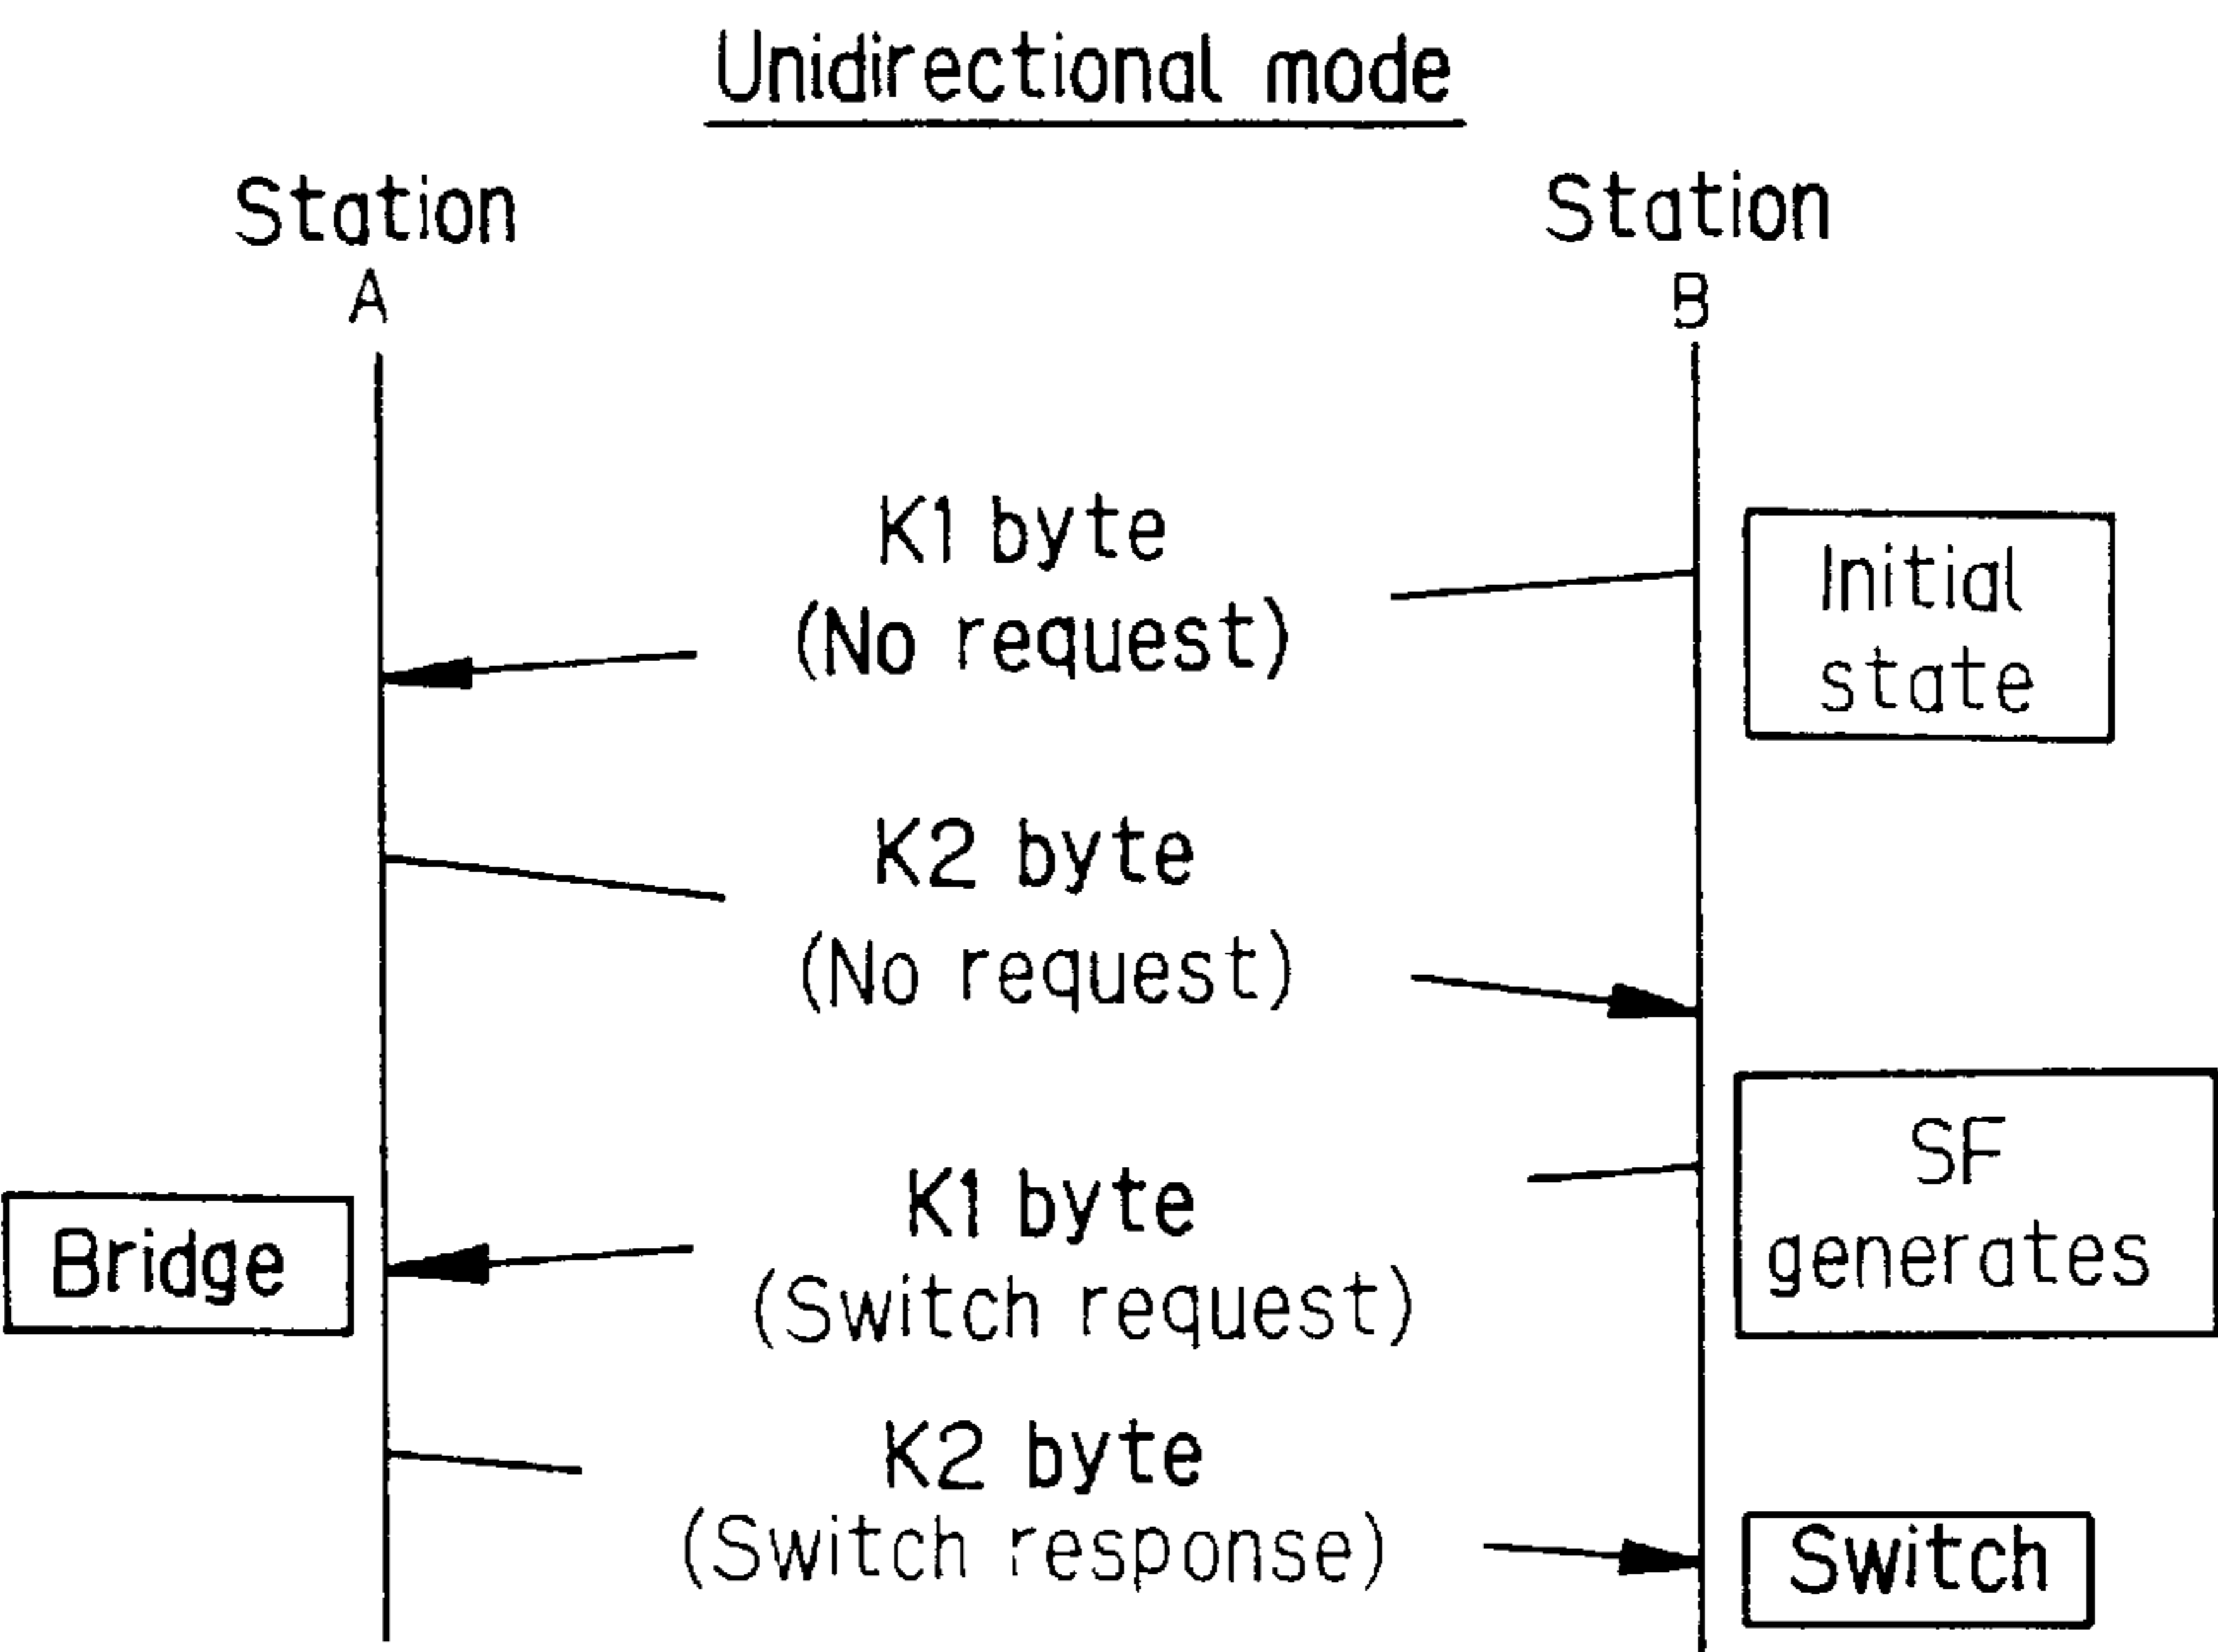 Unidirectional mode
Station
A
Station
B
K1 byte
(No request)
Initial
state
K2 byte
(No request)
SF
generates
K1 byte
(Switch request)
Bridge
K2 byte
(Switch response)
Switch